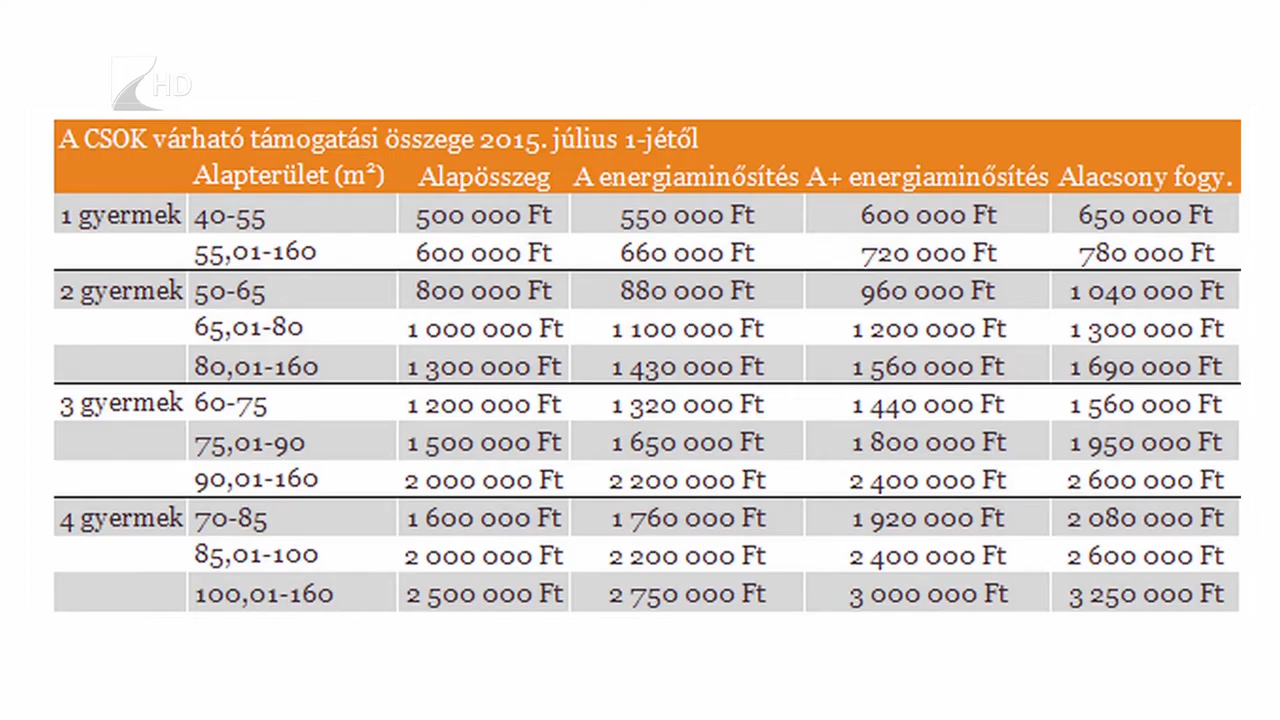 HD
A CSOK várható támogatási összege 2015. július 1-jétől
Alapterület (m²) Alapösszeg A energiaminősítés A+ energiaminősítés Alacsony fogy.
1 gyermek 40-55 500 000 Ft 550 000 Ft 600 000 Ft 650 000 Ft
55,01-160 600 000 Ft 660 000 Ft 720 000 Ft 780 000 Ft
2 gyermek 50-65 800 000 Ft 880 000 Ft 960 000 Ft 1 040 000 Ft
65,01-80 1 000 000 Ft 1 100 000 Ft 1 200 000 Ft 1 300 000 Ft
80,01-160 1 300 000 Ft 1 430 000 Ft 1 560 000 Ft 1 690 000 Ft
3 gyermek 60-75 1 200 000 Ft 1 320 000 Ft 1 440 000 Ft 1 560 000 Ft
75,01-90 1 500 000 Ft 1 650 000 Ft 1 800 000 Ft 1 950 000 Ft
90,01-160 2 000 000 Ft 2 200 000 Ft 2 400 000 Ft 2 600 000 Ft
4 gyermek 70-85 1 600 000 Ft 1 760 000 Ft 1 920 000 Ft 2 080 000 Ft
85,01-100 2 000 000 Ft 2 200 000 Ft 2 400 000 Ft 2 600 000 Ft
100,01-160 2 500 000 Ft 2 750 000 Ft 3 000 000 Ft 3 250 000 Ft